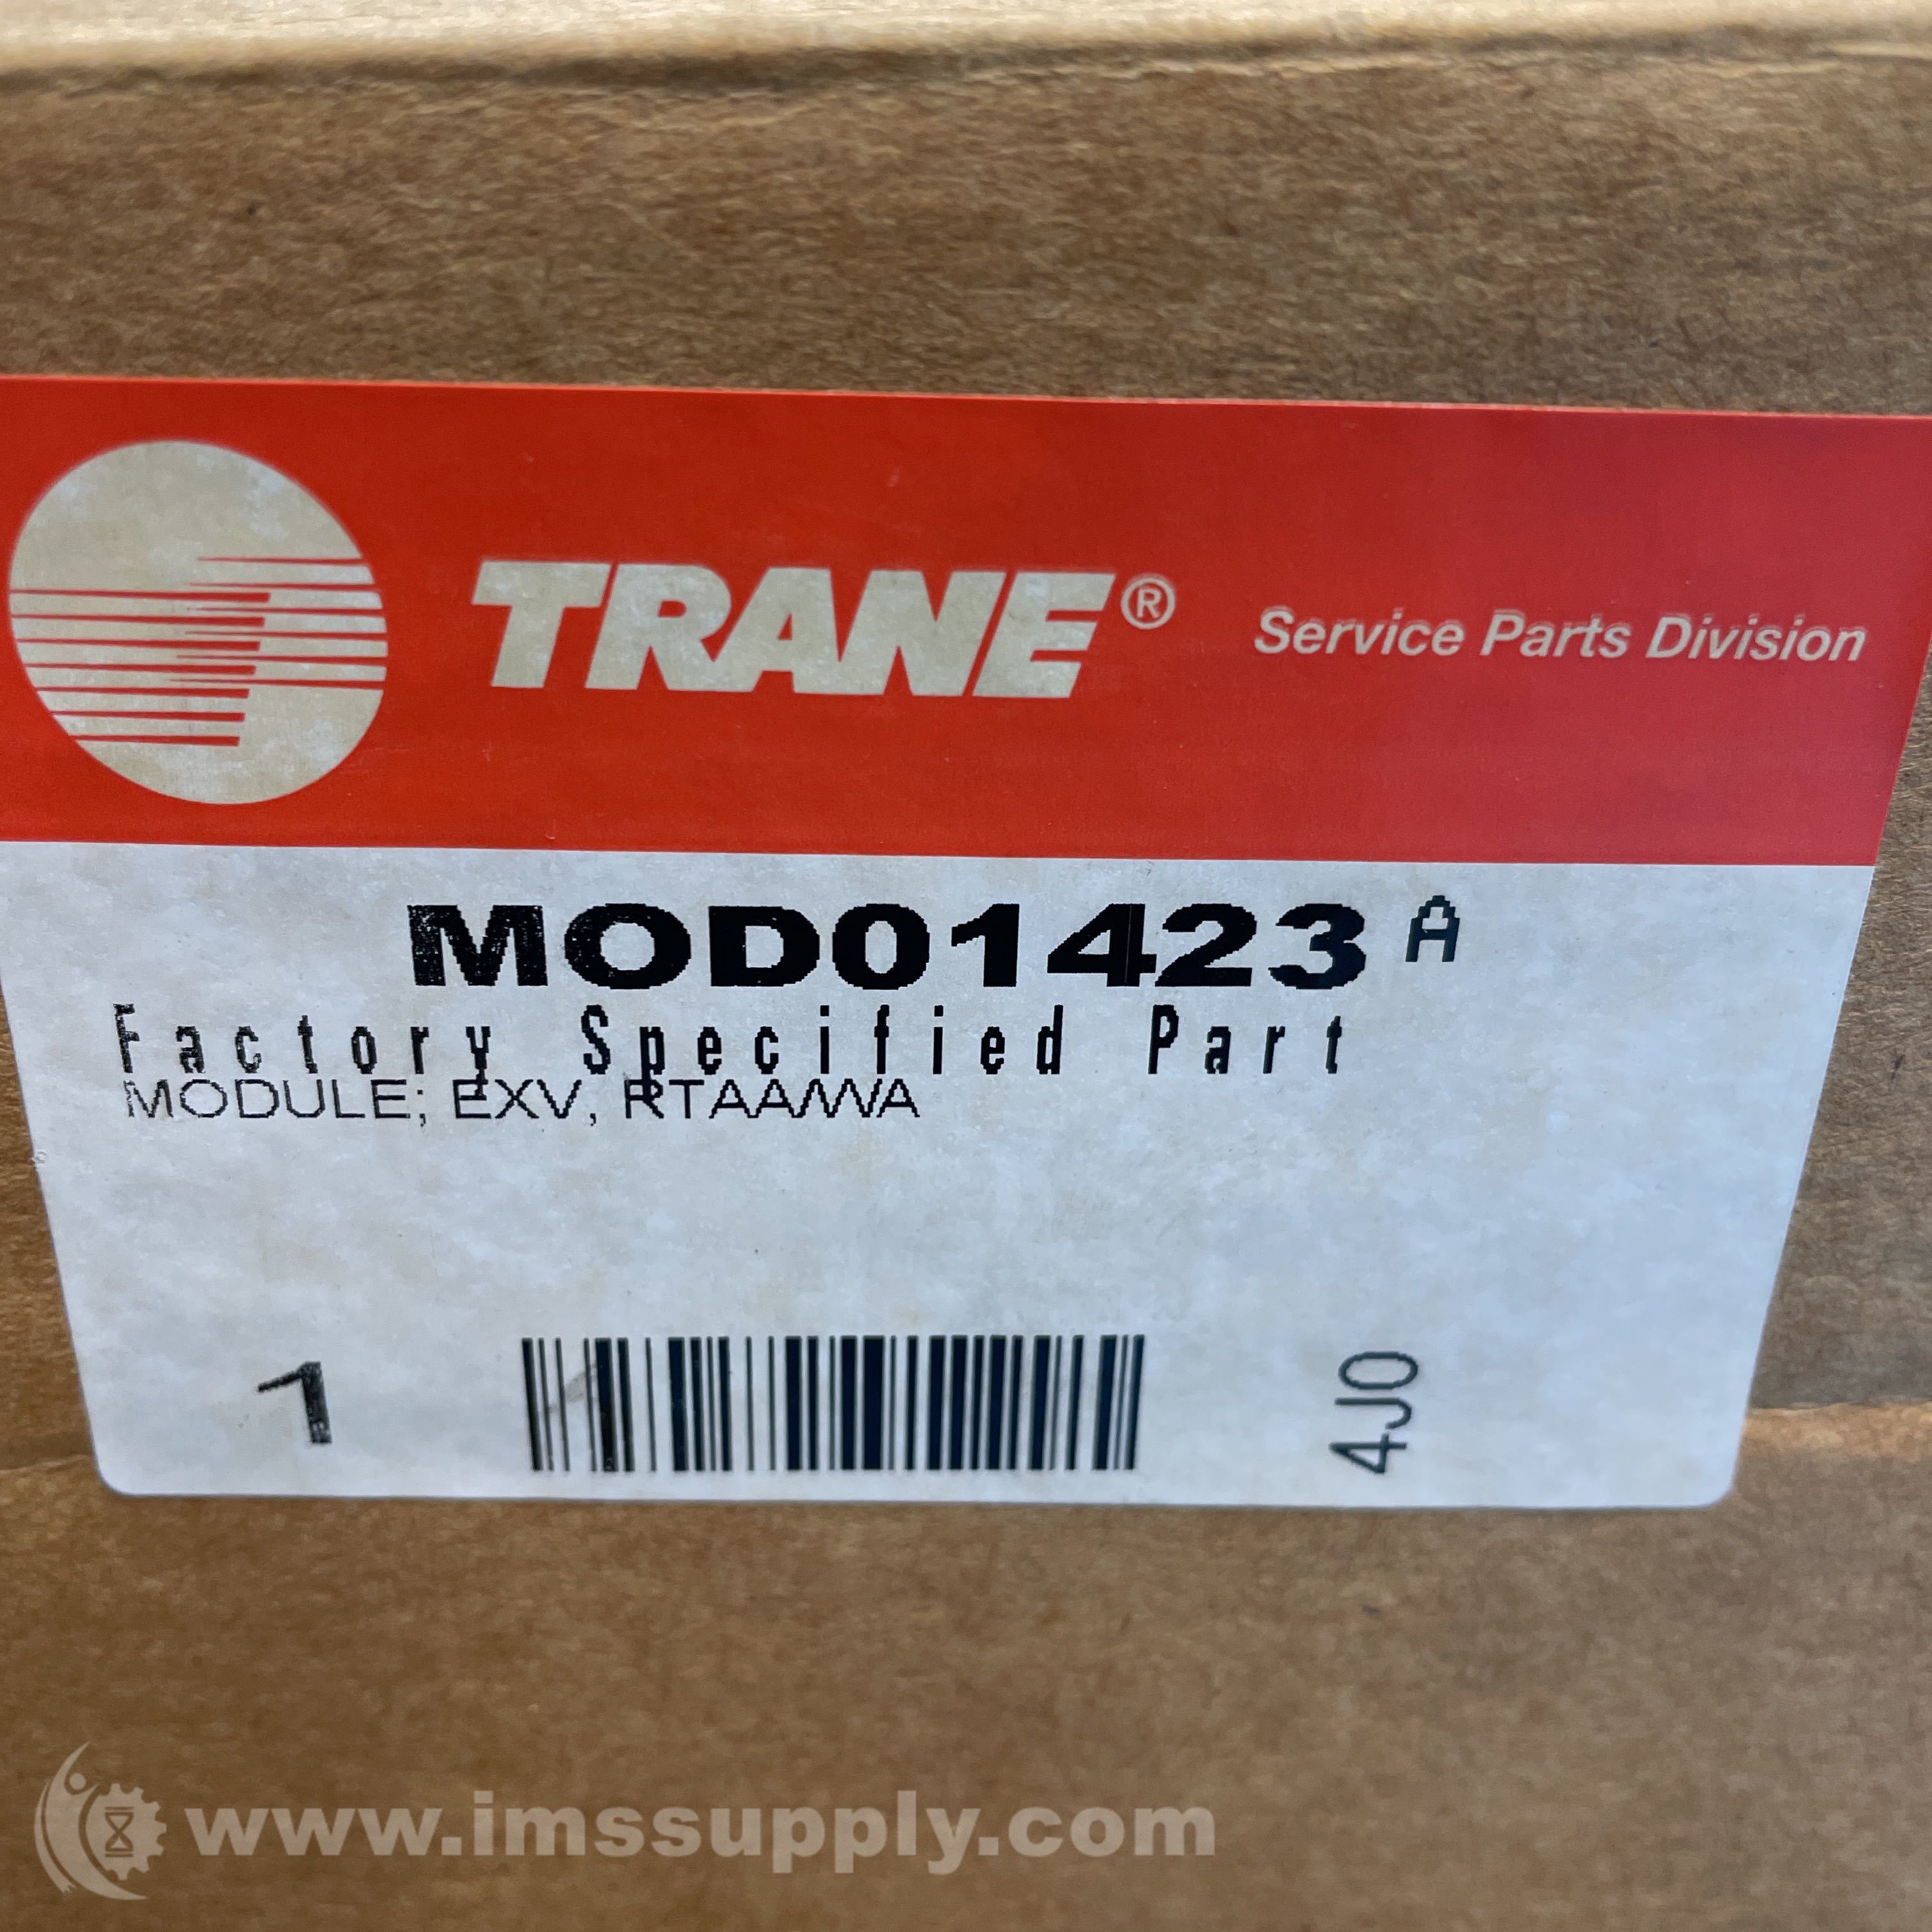 TRANE® Service Parts Division
MOD01423 A
Factory Specified Part
MODULE; EXV, RTAA/WA
1
4J0
www.imssupply.com